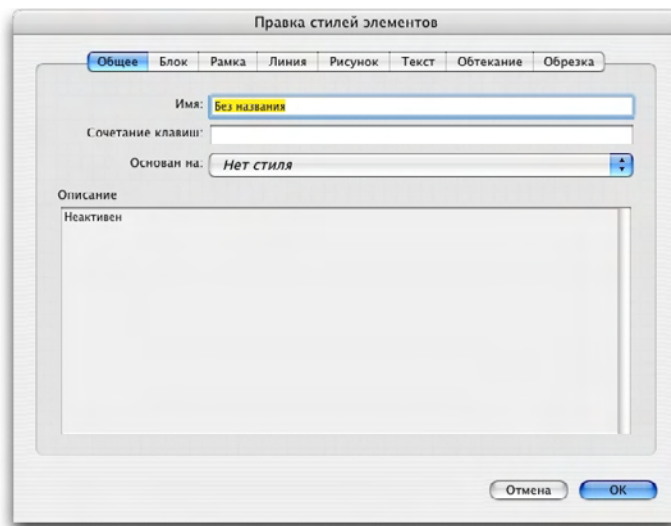 Правка стилей элементов
Общее Блок Рамка Линия Рисунок Текст Обтекание Обрезка
Имя: Без названия
Сочетание клавиш:
Основан на: Нет стиля
Описание
Неактивен
Отмена OK